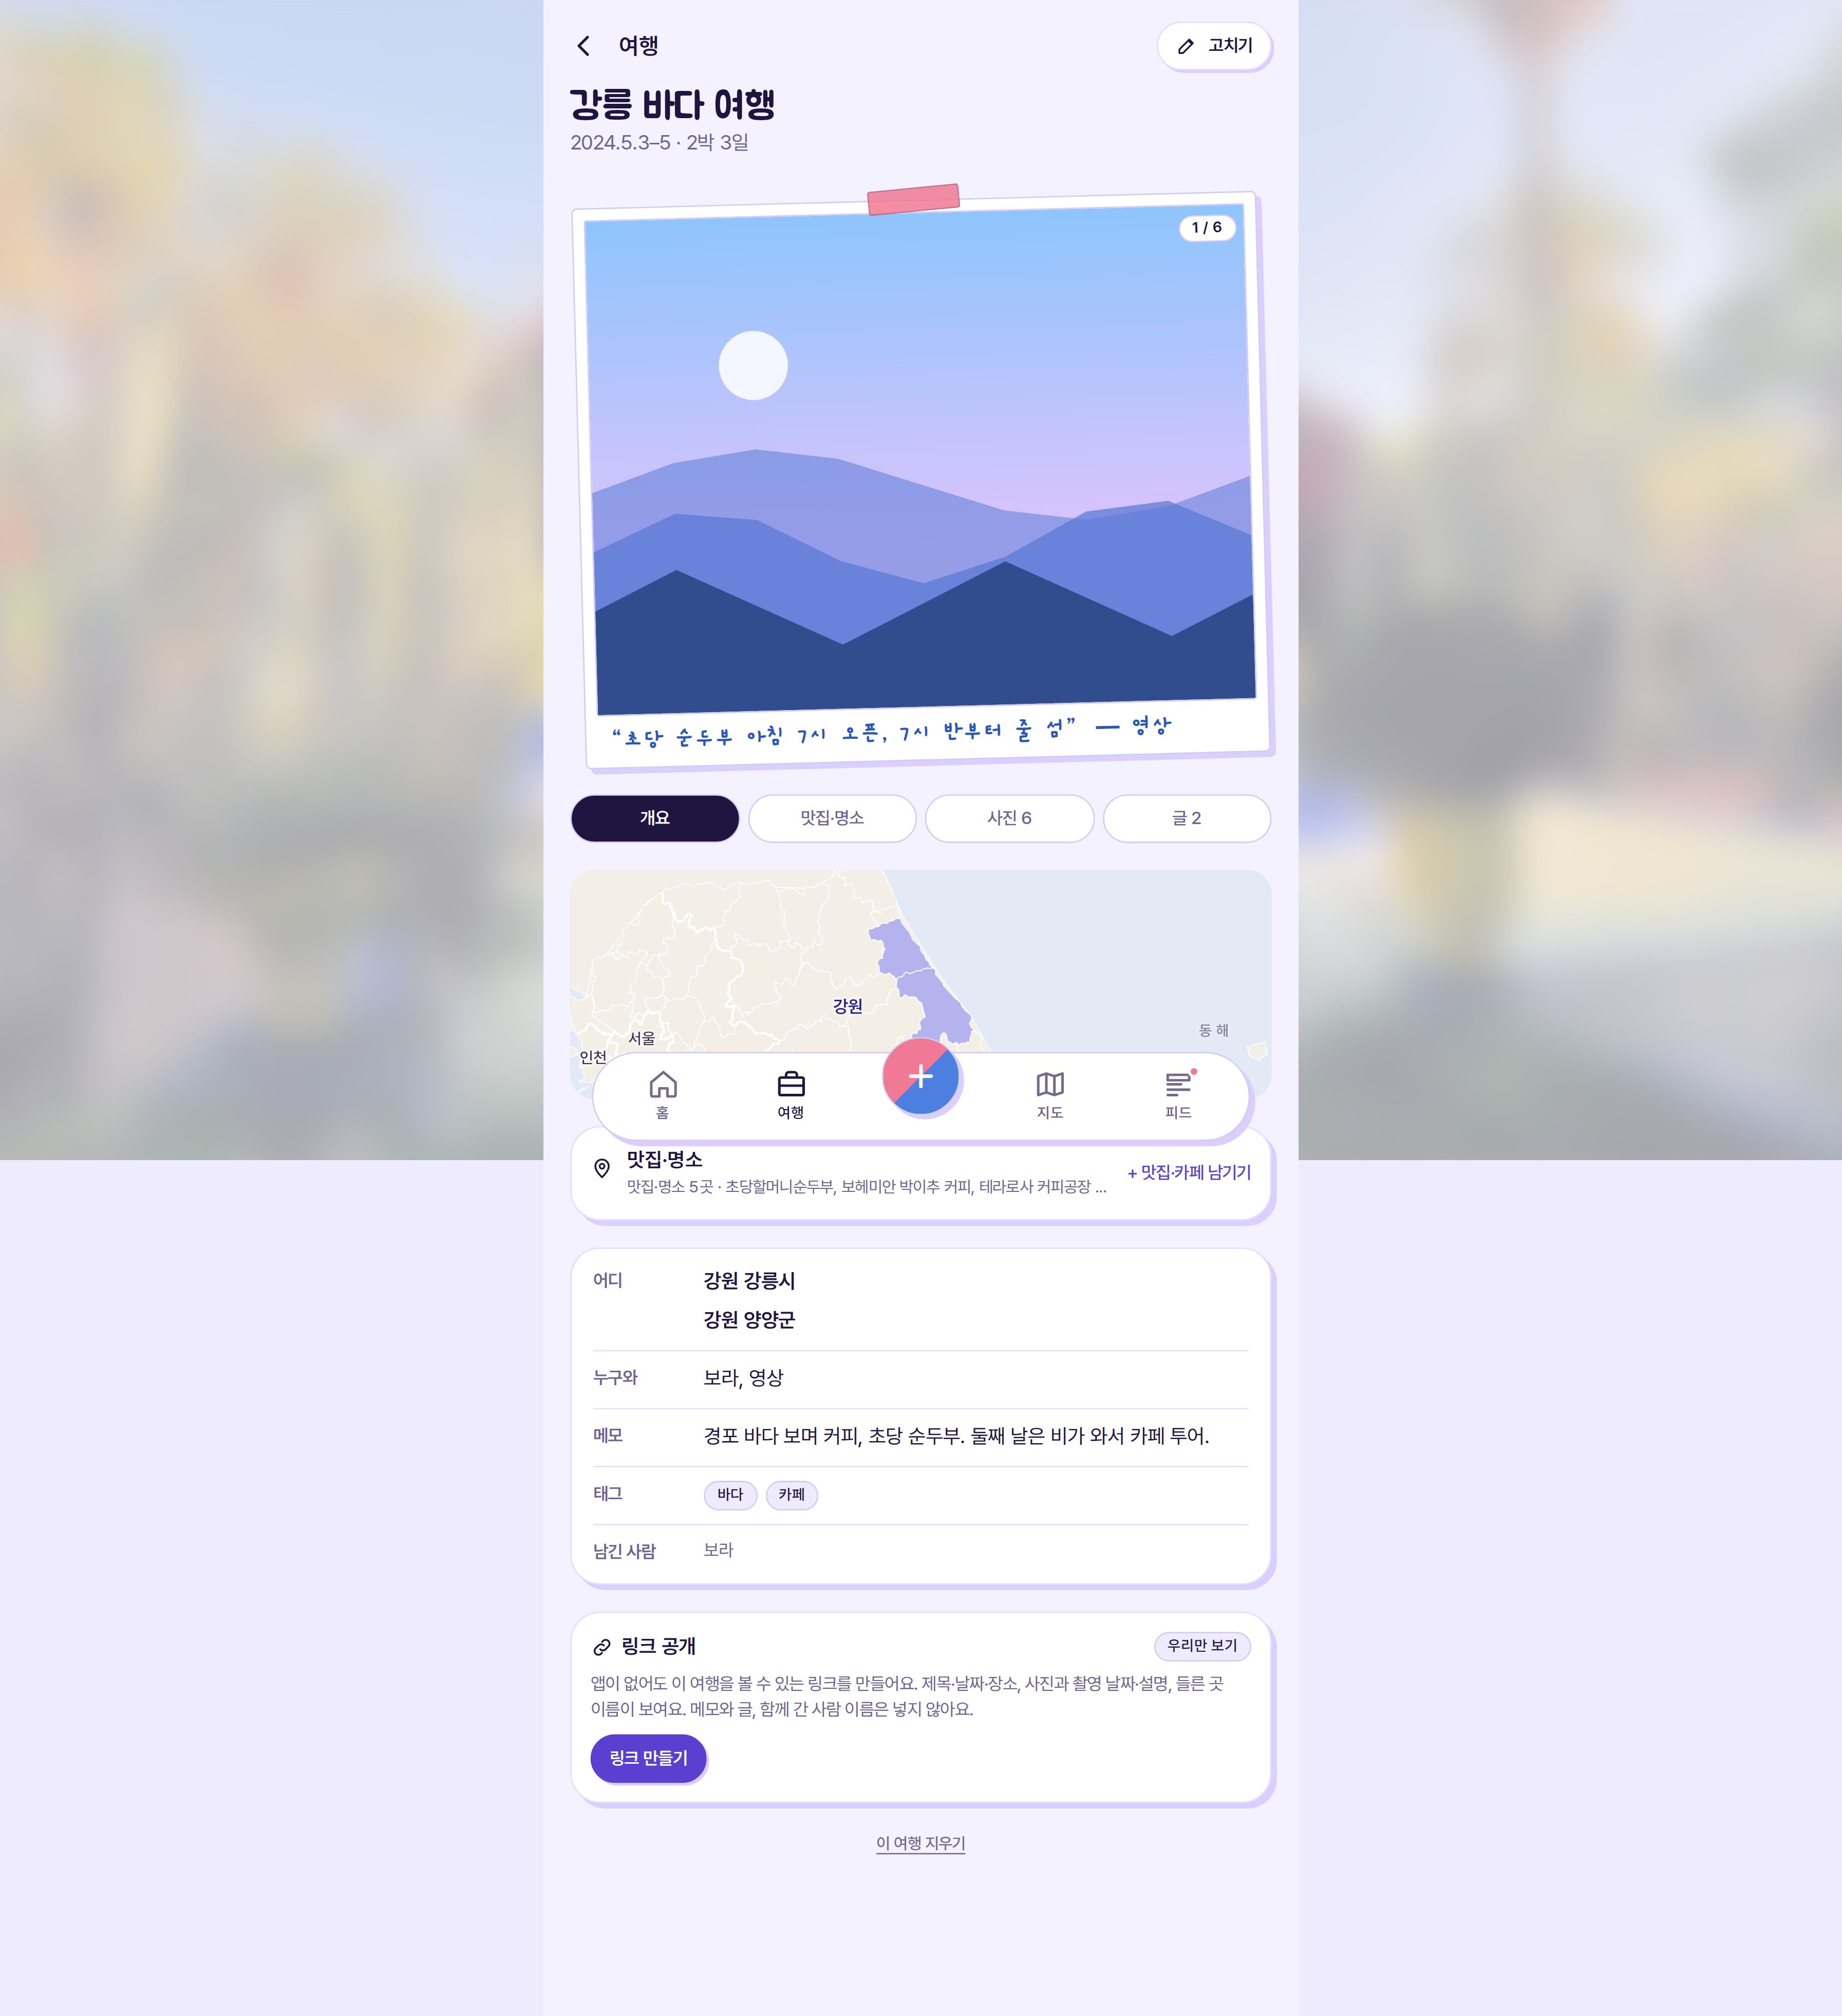 여행
고치기
강릉 바다 여행
2024.5.3–5 · 2박 3일
1 / 6
“초당 순두부 아침 7시 오픈, 7시 반부터 줄 섬” — 영상
개요
맛집·명소
사진 6
글 2
강원
동 해
서울
인천
홈
여행
지도
피드
맛집·명소
맛집·명소 5곳 · 초당할머니순두부, 보헤미안 박이추 커피, 테라로사 커피공장 ...
+ 맛집·카페 남기기
어디
강원 강릉시
강원 양양군
누구와
보라, 영상
메모
경포 바다 보며 커피, 초당 순두부. 둘째 날은 비가 와서 카페 투어.
태그
바다
카페
남긴 사람
보라
링크 공개
우리만 보기
앱이 없어도 이 여행을 볼 수 있는 링크를 만들어요. 제목·날짜·장소, 사진과 촬영 날짜·설명, 들른 곳
이름이 보여요. 메모와 글, 함께 간 사람 이름은 넣지 않아요.
링크 만들기
이 여행 지우기